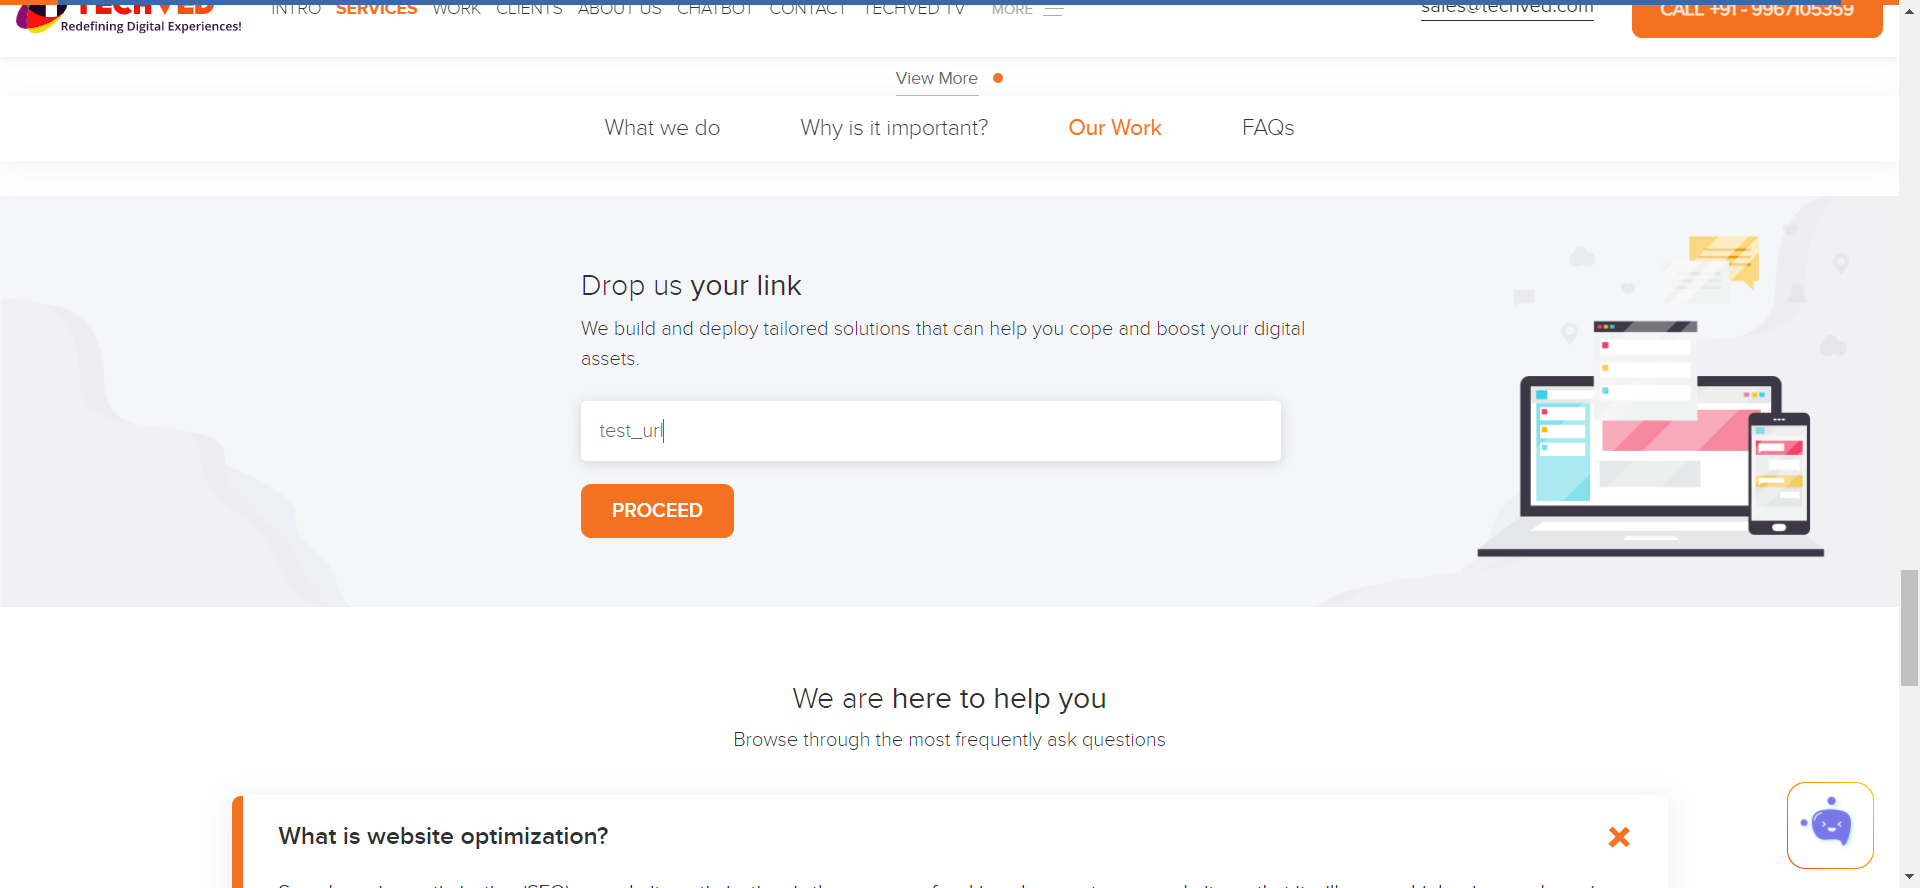 TECHVED
Redefining Digital Experiences!
INTRO SERVICES WORK CLIENTS ABOUT US CHATBOT CONTACT TECHVED TV MORE
sales@techved.com
CALL +91 - 9967105359
View More
What we do Why is it important? Our Work FAQs
Drop us your link
We build and deploy tailored solutions that can help you cope and boost your digital
assets.
test_url
PROCEED
We are here to help you
Browse through the most frequently ask questions
What is website optimization?